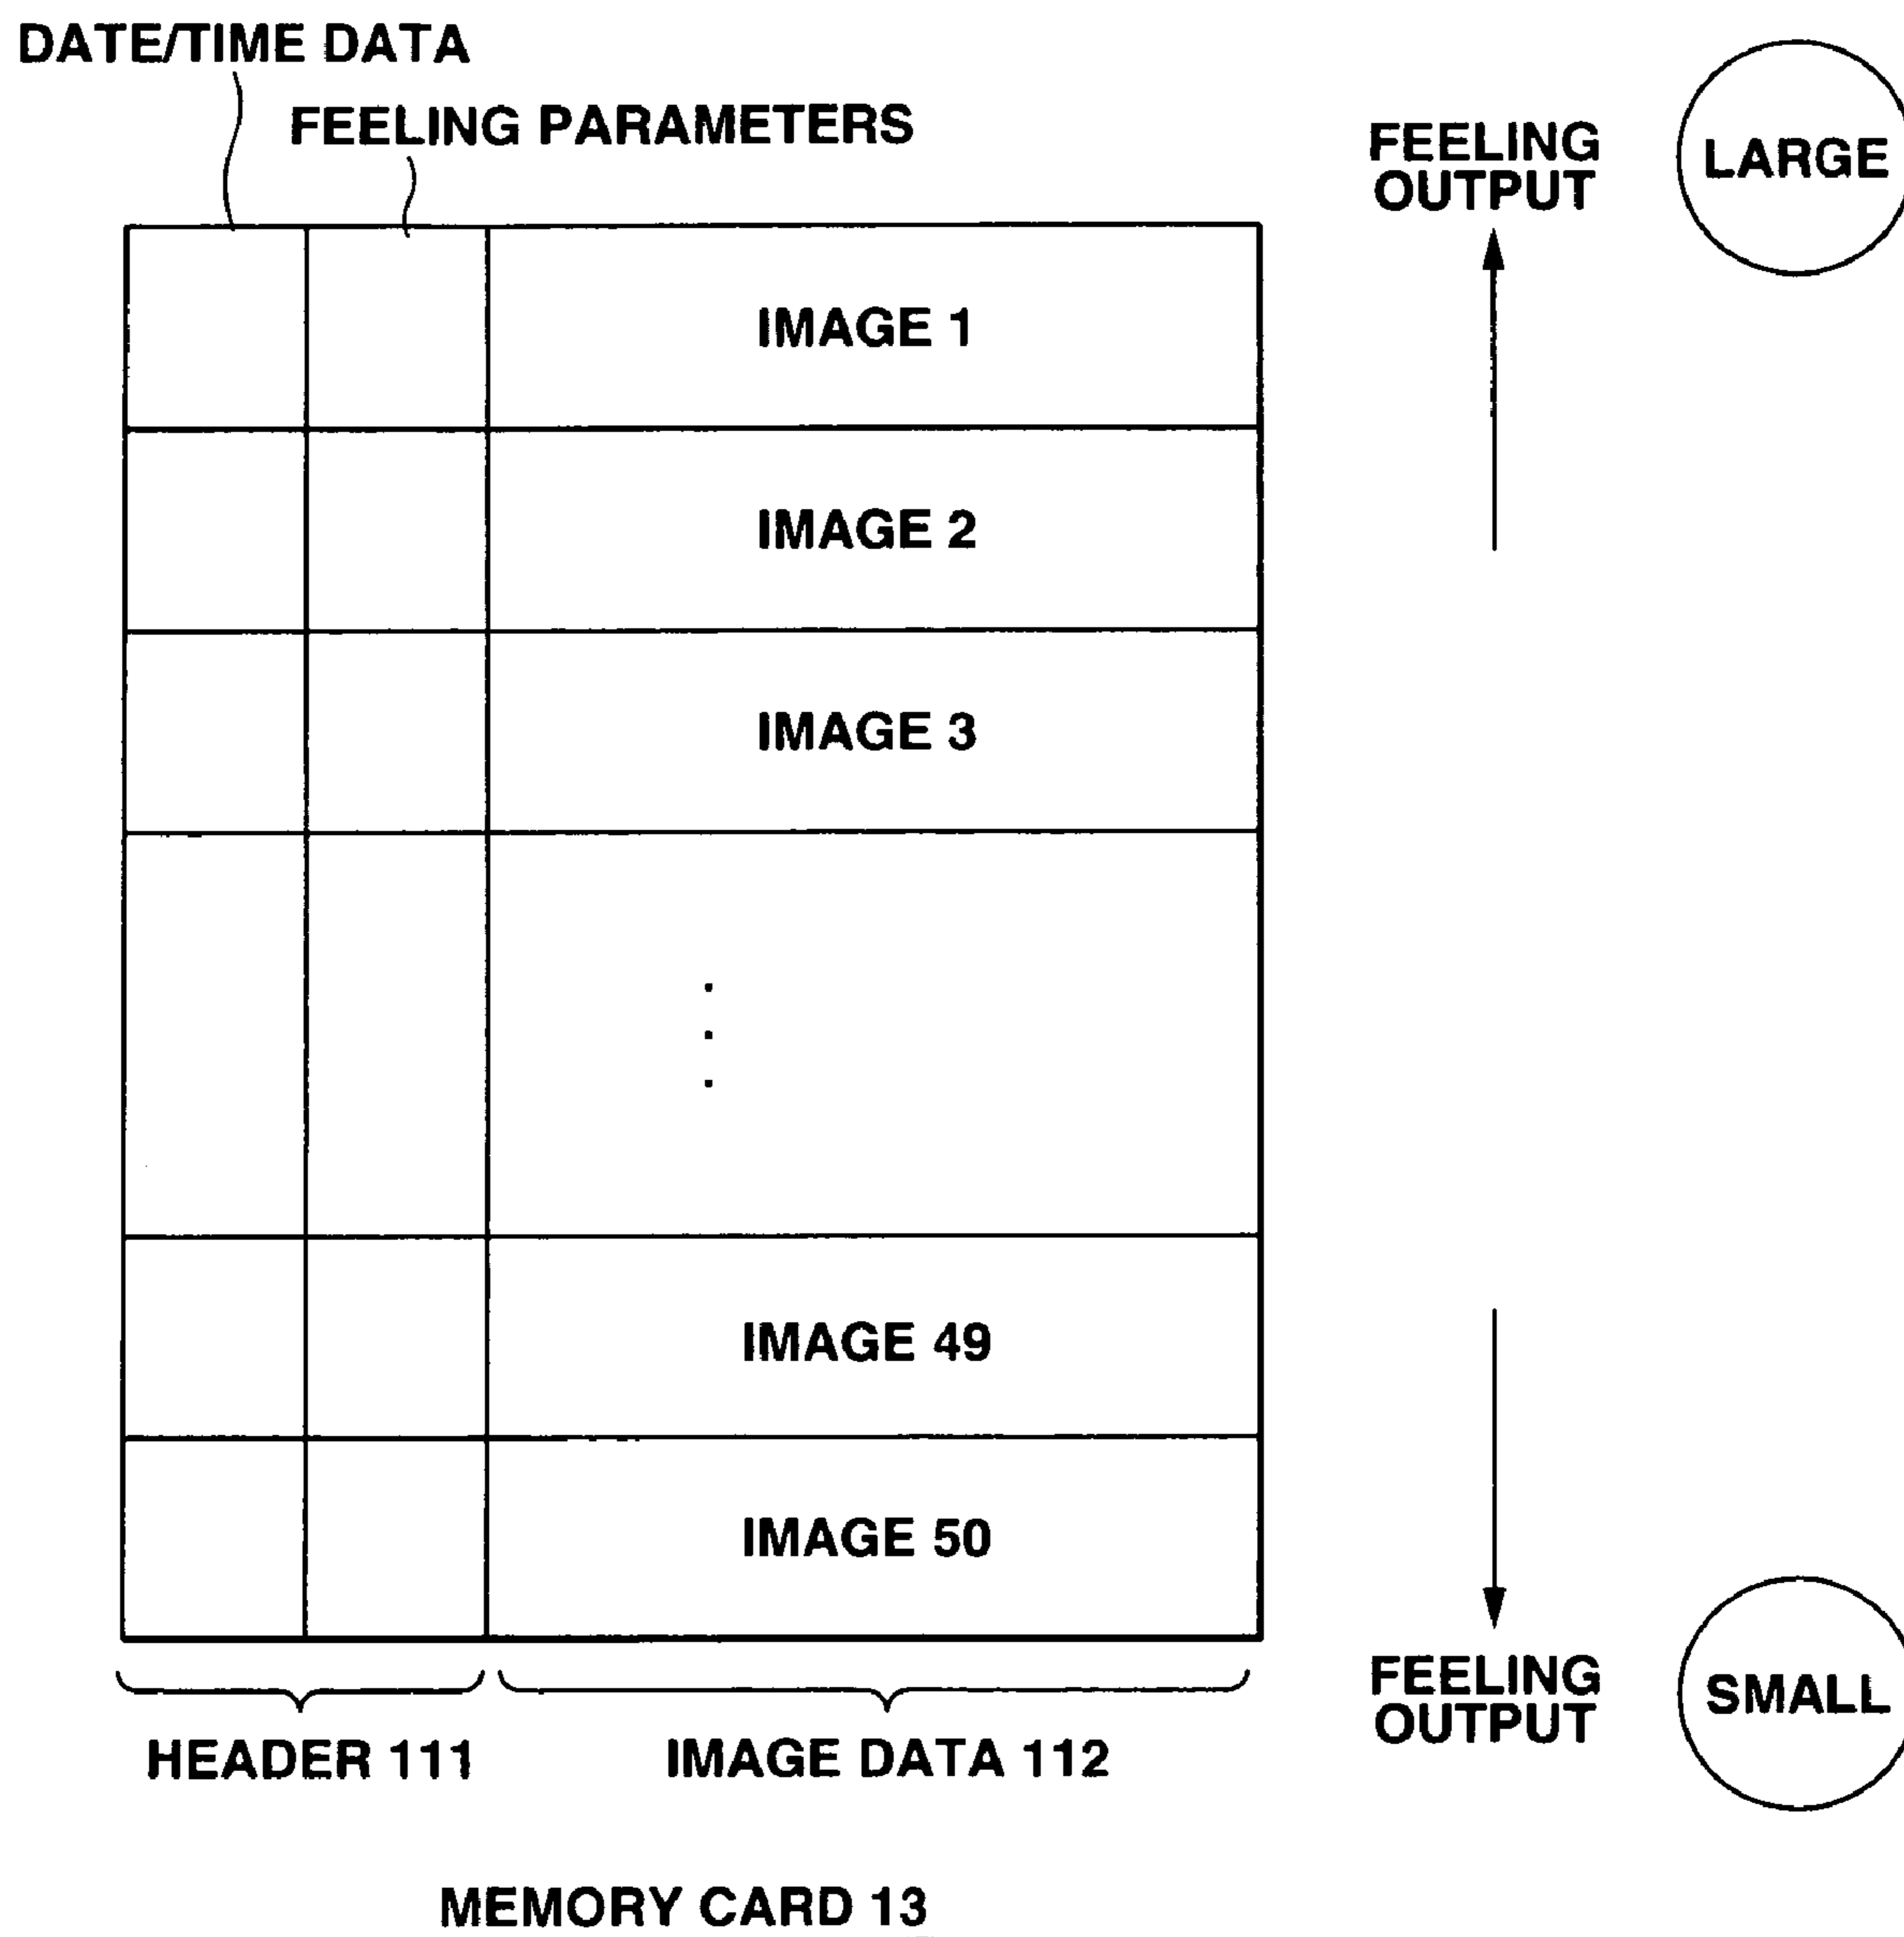 DATE/TIME DATA
FEELING PARAMETERS
FEELING
OUTPUT
LARGE
IMAGE 1
IMAGE 2
IMAGE 3
IMAGE 49
IMAGE 50
FEELING
OUTPUT
SMALL
HEADER 111
IMAGE DATA 112
MEMORY CARD 13